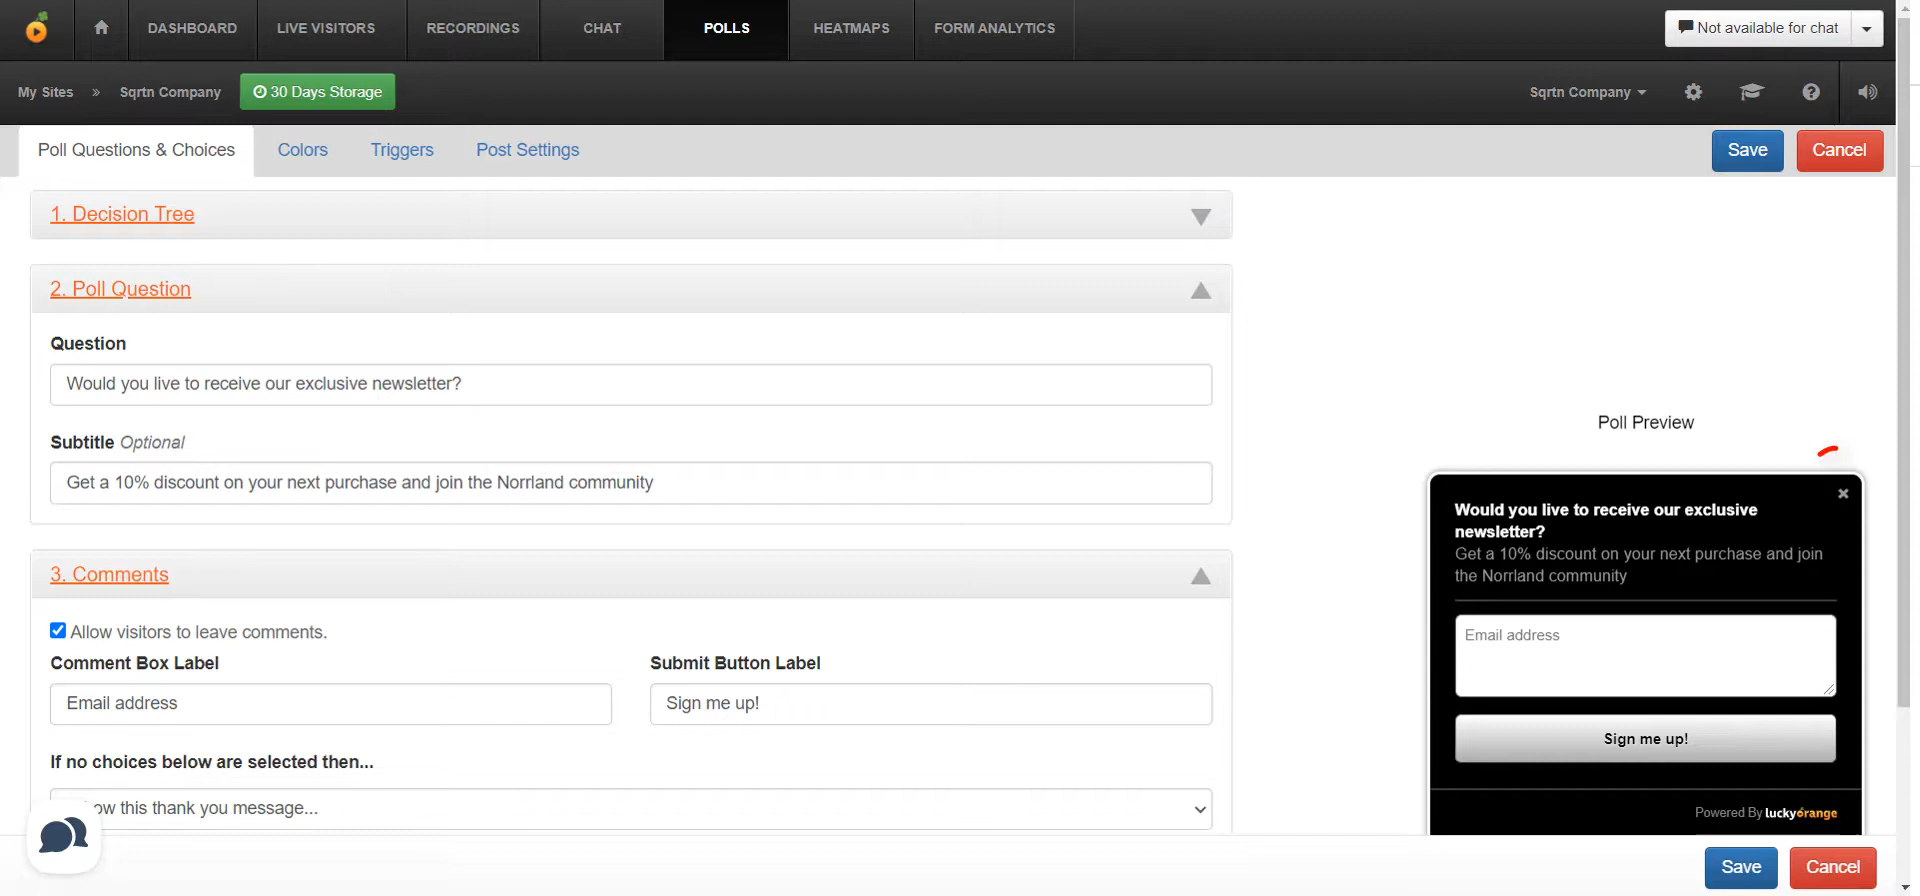 DASHBOARD
LIVE VISITORS
RECORDINGS
CHAT
POLLS
HEATMAPS
FORM ANALYTICS
Not available for chat
My Sites » Sqrtn Company
30 Days Storage
Sqrtn Company
Poll Questions & Choices
Colors
Triggers
Post Settings
Save
Cancel
1. Decision Tree
2. Poll Question
Question
Would you live to receive our exclusive newsletter?
Subtitle Optional
Get a 10% discount on your next purchase and join the Norrland community
3. Comments
Allow visitors to leave comments.
Comment Box Label
Submit Button Label
Email address
Sign me up!
If no choices below are selected then...
ow this thank you message...
Poll Preview
Would you live to receive our exclusive
newsletter?
Get a 10% discount on your next purchase and join
the Norrland community
Email address
Sign me up!
Powered By luckyorange
Save
Cancel